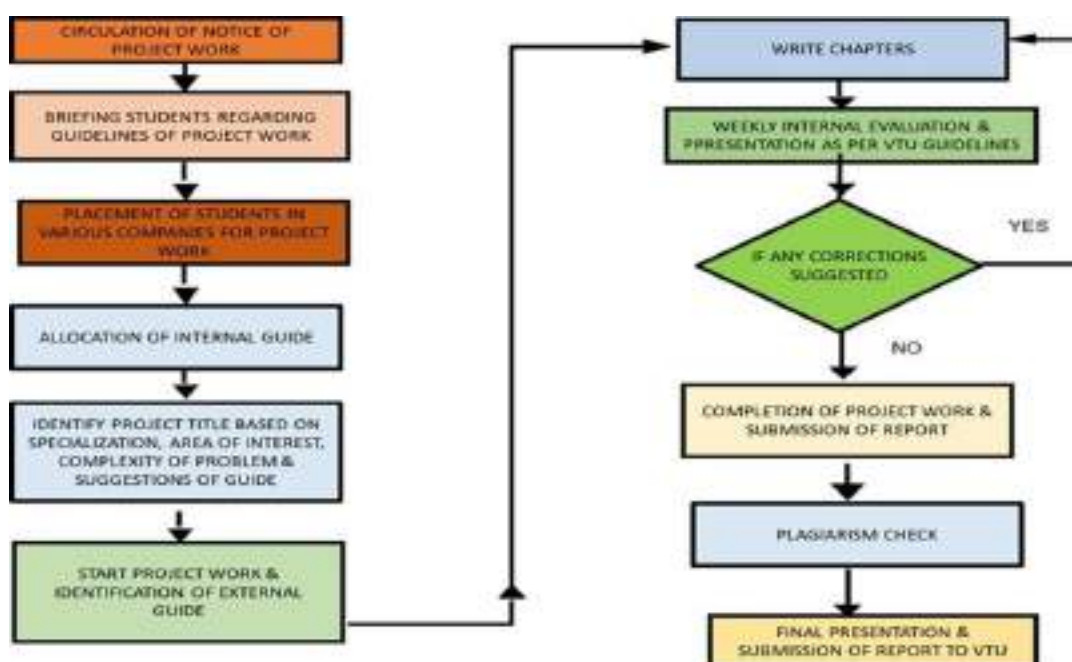 CIRCULATION OF NOTICE OF
PROJECT WORK
BRIEFING STUDENTS REGARDING
GUIDELINES OF PROJECT WORK
PLACEMENT OF STUDENTS IN
VARIOUS COMPANIES FOR PROJECT
WORK
ALLOCATION OF INTERNAL GUIDE
IDENTIFY PROJECT TITLE BASED ON
SPECIALIZATION, AREA OF INTEREST,
COMPLEXITY OF PROBLEM &
SUGGESTIONS OF GUIDE
START PROJECT WORK &
IDENTIFICATION OF EXTERNAL
GUIDE
WRITE CHAPTERS
WEEKLY INTERNAL EVALUATION &
PPRESENTATION AS PER VTU GUIDELINES
YES
IF ANY CORRECTIONS
SUGGESTED
NO
COMPLETION OF PROJECT WORK &
SUBMISSION OF REPORT
PLAGIARISM CHECK
FINAL PRESENTATION &
SUBMISSION OF REPORT TO VTU